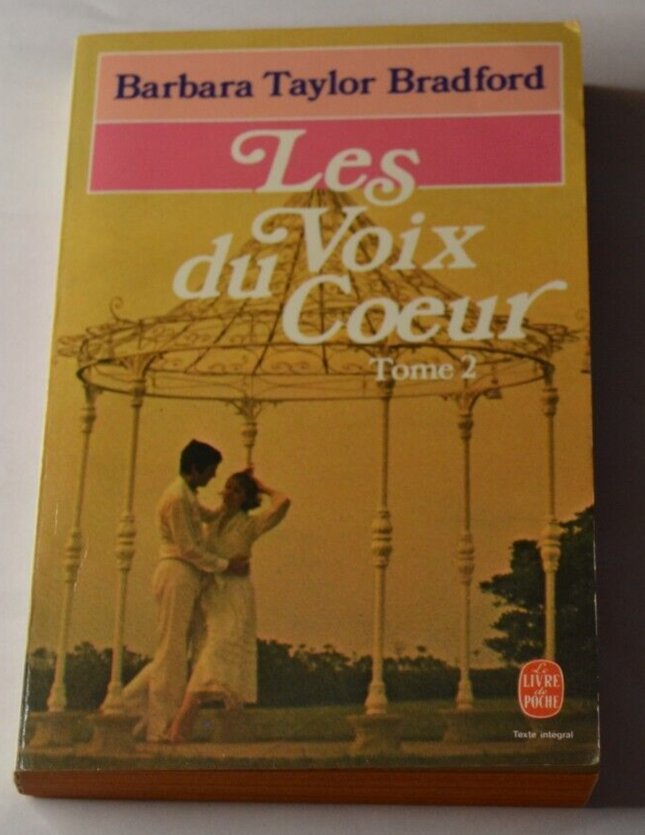 Barbara Taylor Bradford
Les
Voix
du
Coeur
Tome 2
Le
LIVRE
de
POCHE
Texte intégral